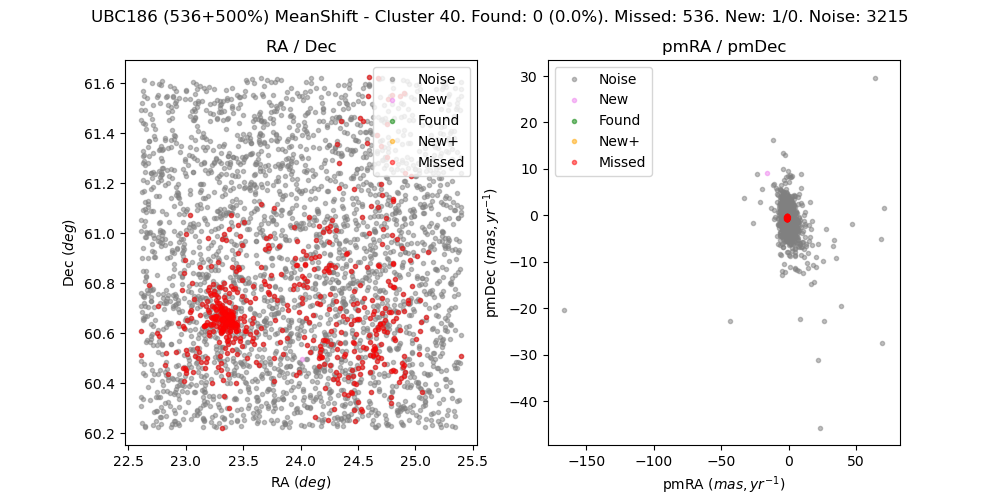 UBC186 (536+500%) MeanShift - Cluster 40. Found: 0 (0.0%). Missed: 536. New: 1/0. Noise: 3215
RA / Dec
61.6
61.4
61.2
61.0
60.8
60.6
60.4
60.2
Dec (deg)
22.5
23.0
23.5
24.0
24.5
25.0
25.5
RA (deg)
Noise
New
Found
New+
Missed
pmRA / pmDec
30
20
10
0
−10
−20
−30
−40
pmDec (mas, yr⁻¹)
−150
−100
−50
0
50
pmRA (mas, yr⁻¹)
Noise
New
Found
New+
Missed